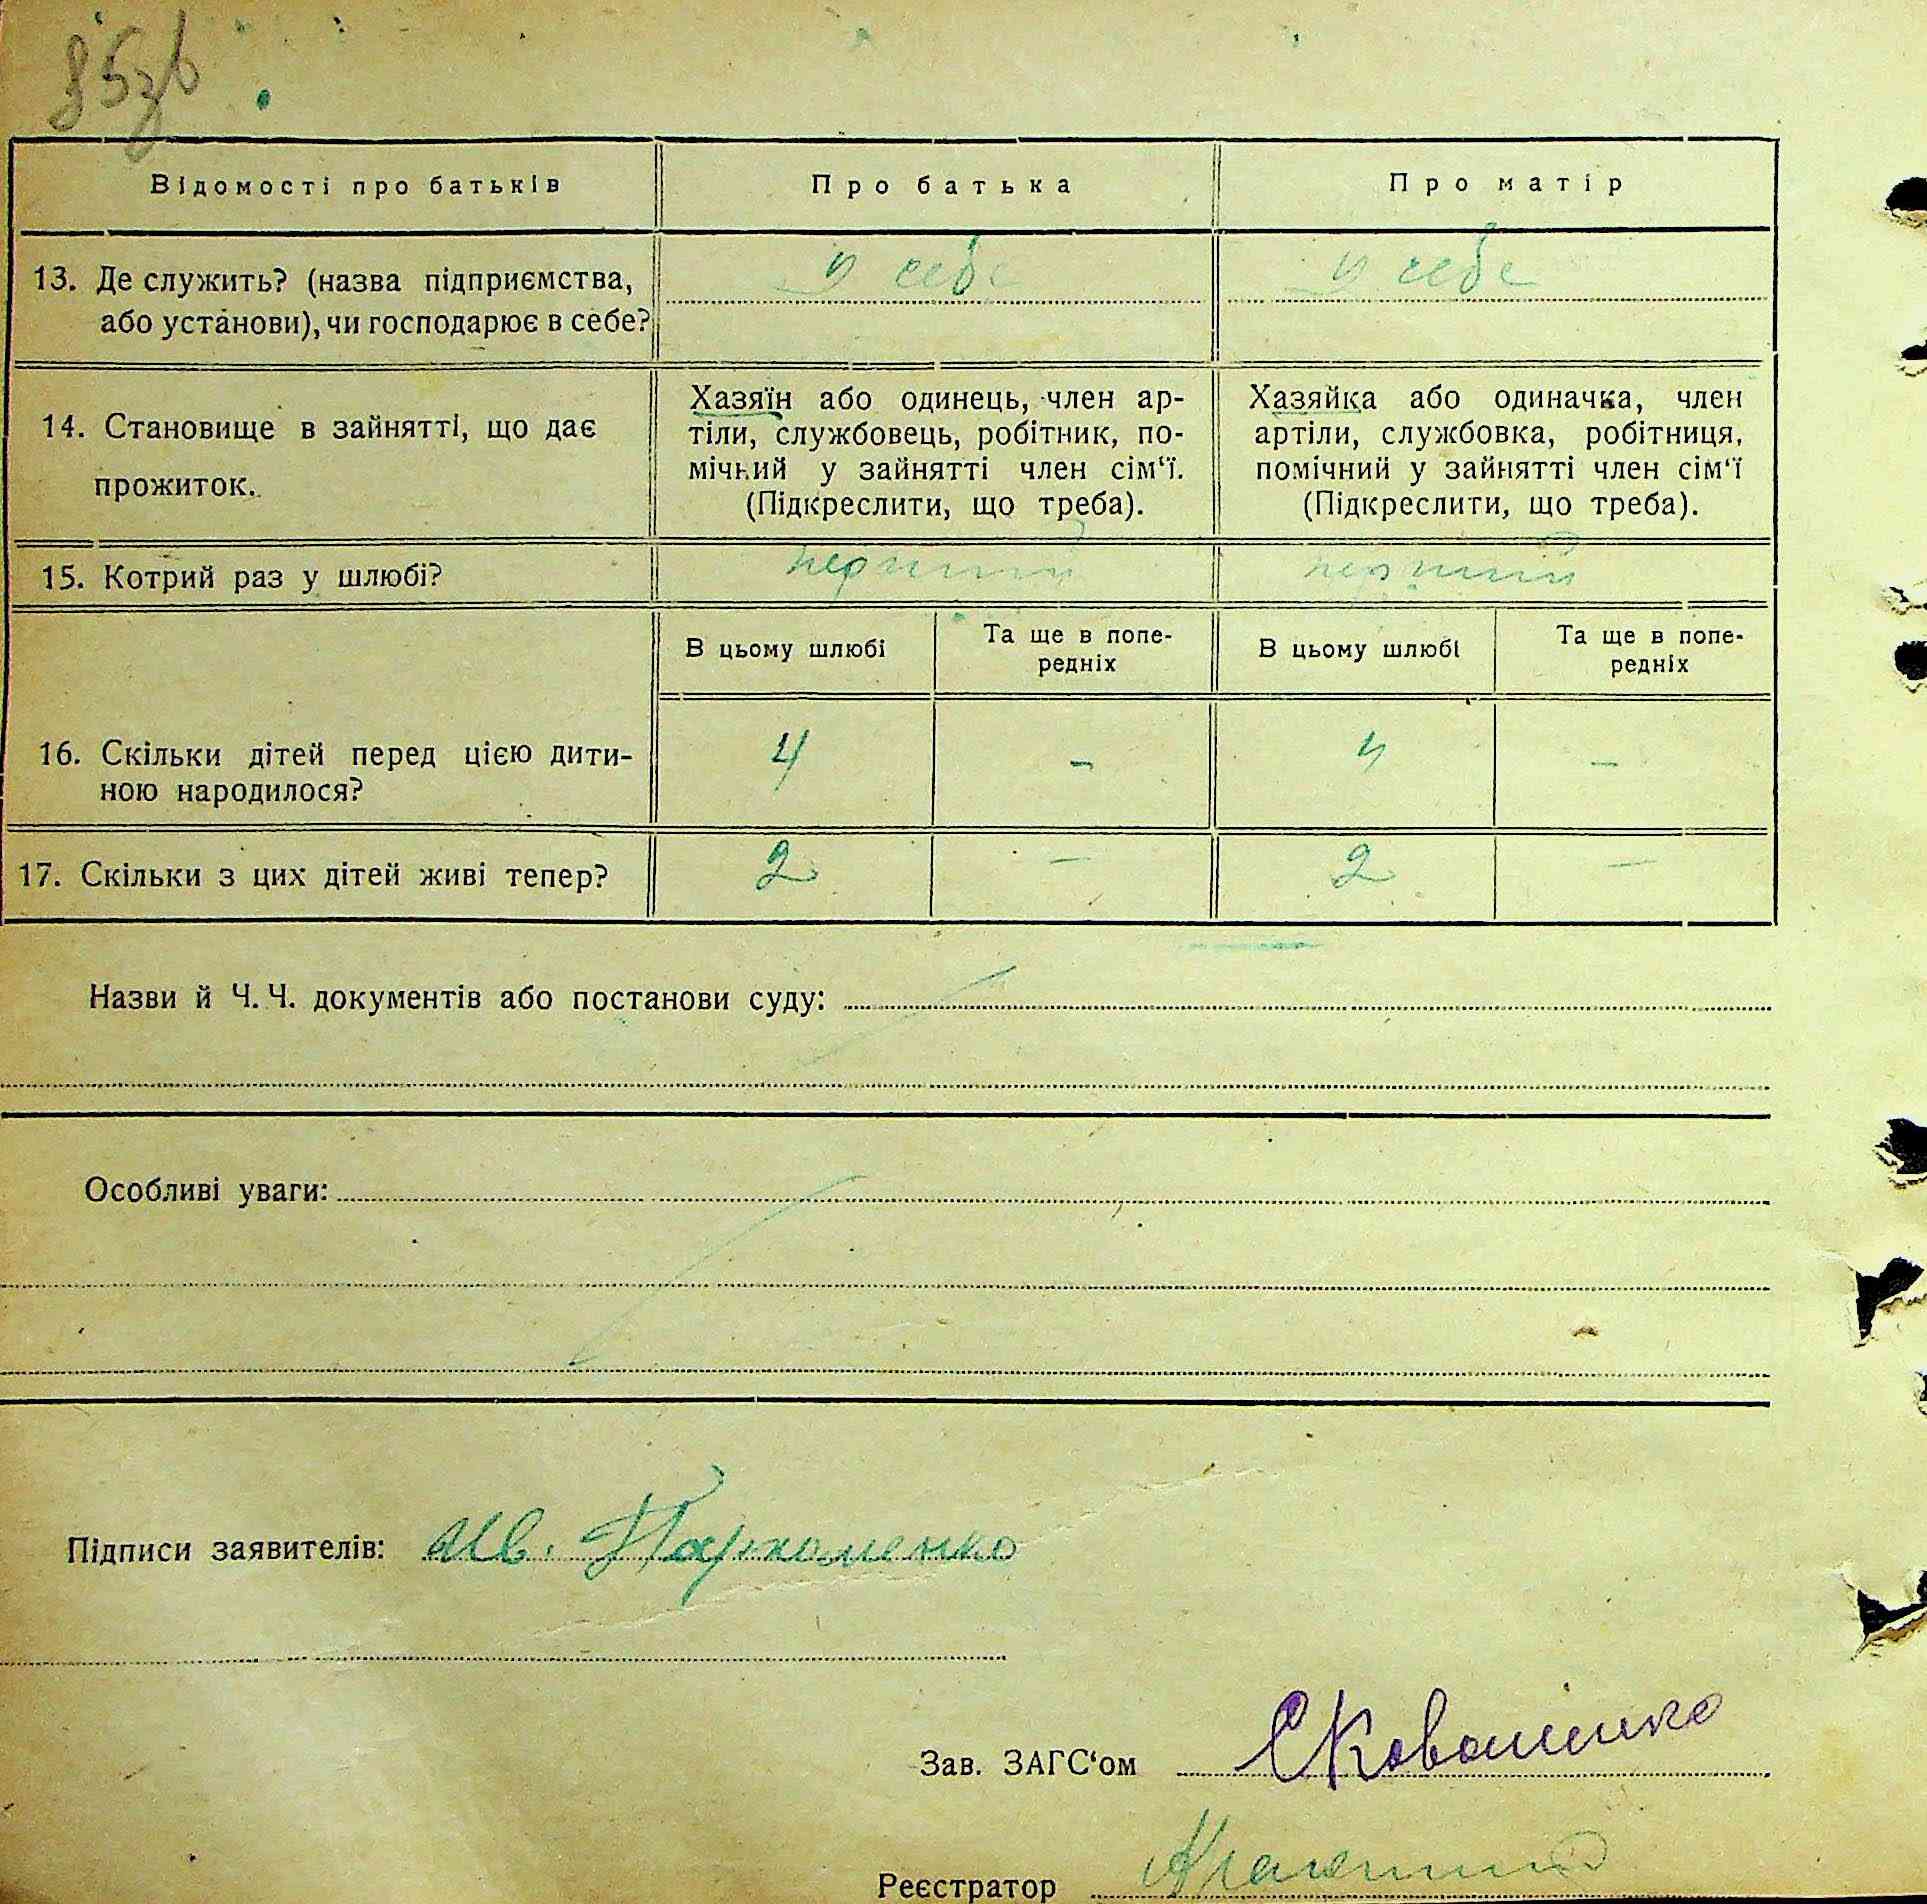 85зв
Відомості про батьків Про батька Про матір
13. Де служить? (назва підприємства, у себе у себе
або установи), чи господарює в себе?
14. Становище в зайнятті, що дає
прожиток.
Хазяїн або одинець, член ар-
тіли, службовець, робітник, по-
мічний у зайнятті член сім'ї.
(Підкреслити, що треба).
Хазяйка або одиначка, член
артіли, службовка, робітниця,
помічний у зайнятті член сім'ї
(Підкреслити, що треба).
15. Котрий раз у шлюбі? перший перший
В цьому шлюбі Та ще в попе-
редніх
В цьому шлюбі Та ще в попе-
редніх
16. Скільки дітей перед цією дити-
ною народилося? 4 - 4 -
17. Скільки з цих дітей живі тепер? 2 - 2 -
Назви й Ч. Ч. документів або постанови суду:
Особливі уваги:
Підписи заявителів: Ив. Пархоменко
Зав. ЗАГС'ом
Реєстратор